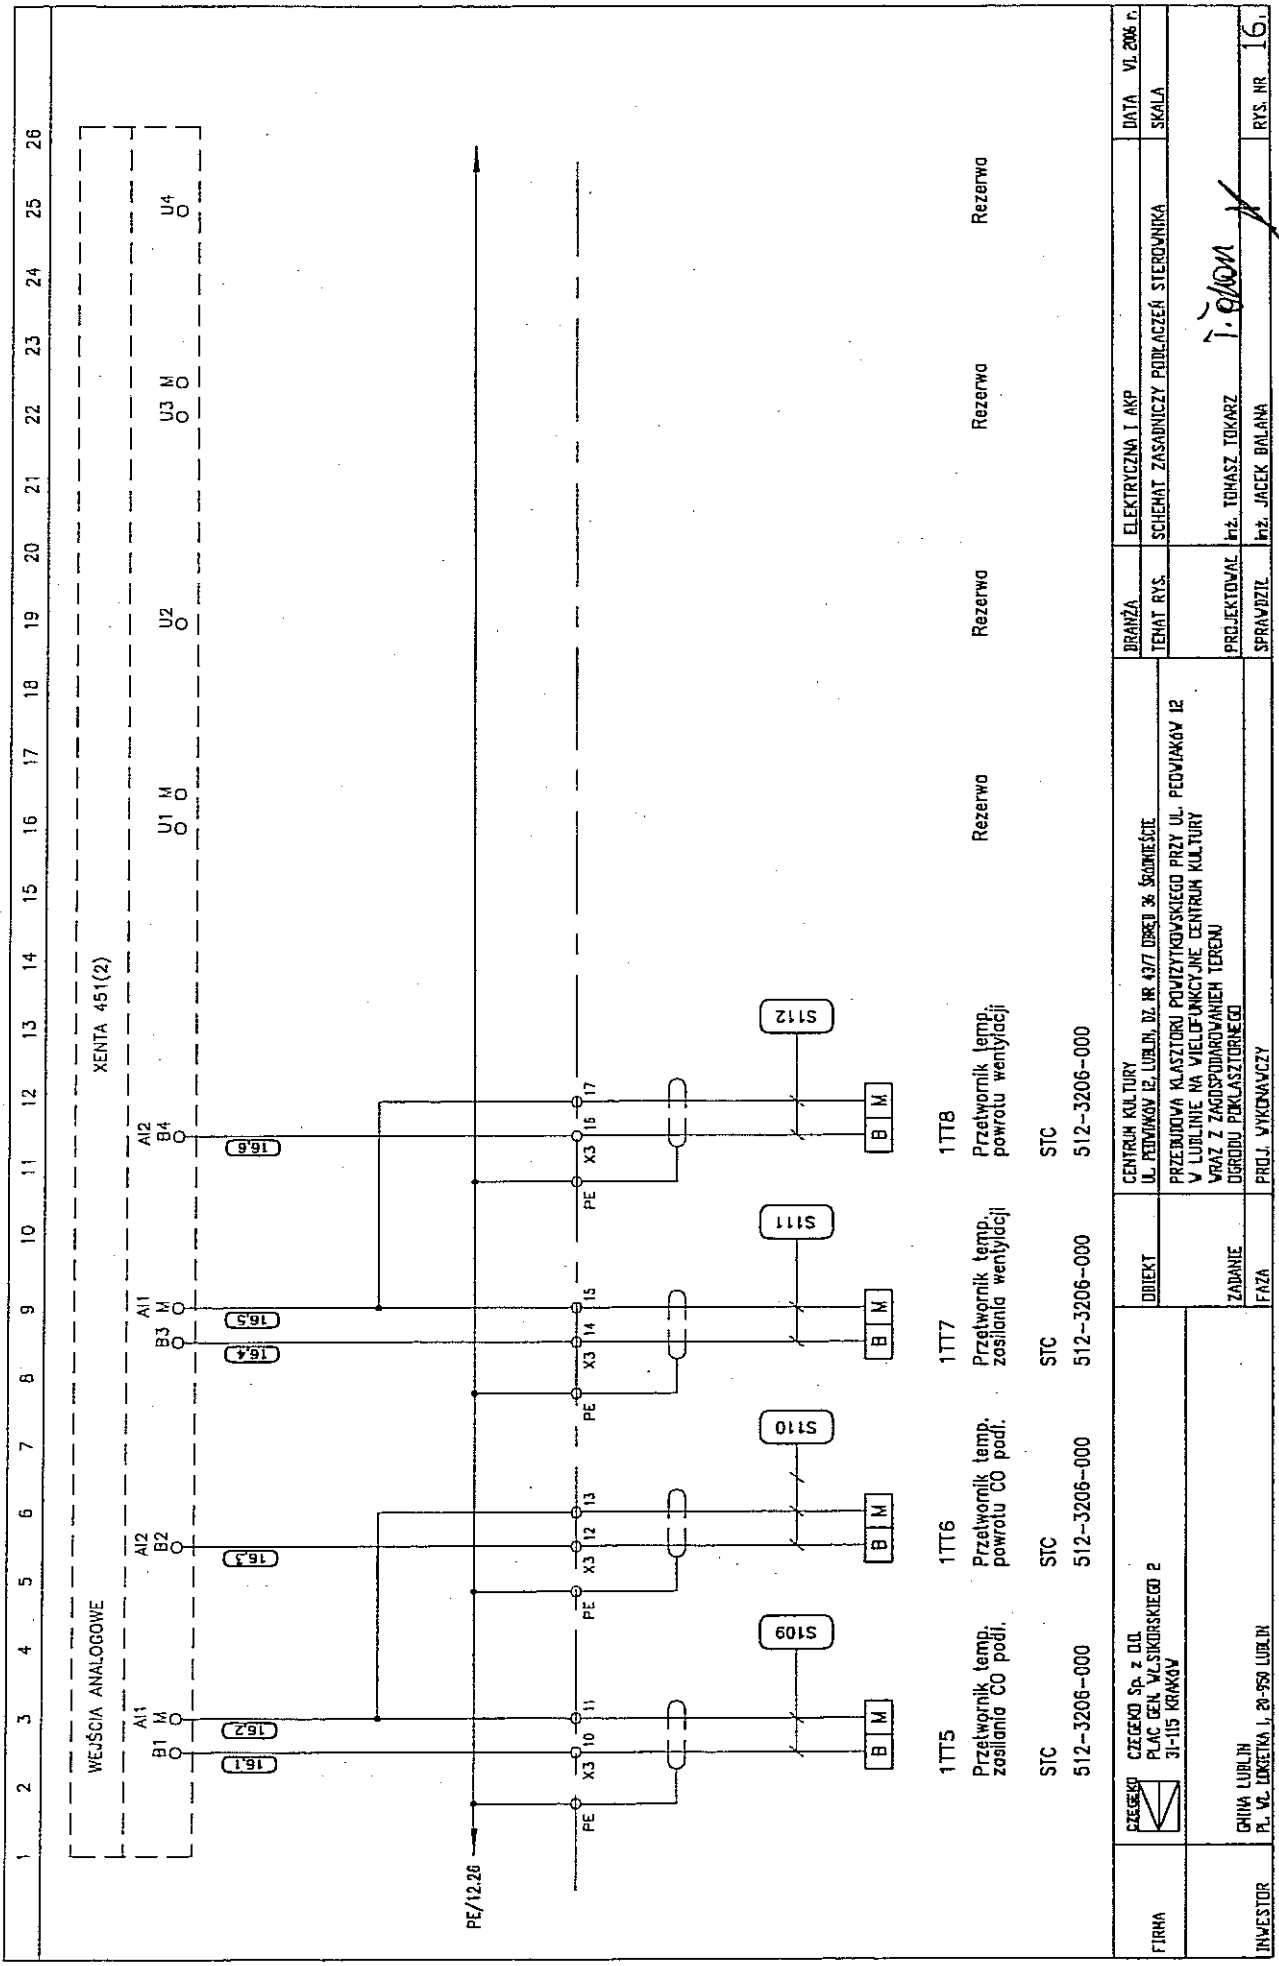 1 2 3 4 5 6 7 8 9 10 11 12 13 14 15 16 17 18 19 20 21 22 23 24 25 26
WEJŚCIA ANALOGOWE
XENTA 451(2)
AI1 AI2 AI1 AI2
B1 M B2 B3 M B4 U1 M U2 U3 M U4
16.1 16.2 16.3 16.4 16.5 16.6
PE/12.26
PE X3 10 11 PE X3 12 13 PE X3 14 15 PE X3 16 17
S109 S110 S111 S112
B M B M B M B M
1TT5
Przetwornik temp.
zasilania CO podł.
STC
512-3206-000
1TT6
Przetwornik temp.
powrotu CO podł.
STC
512-3206-000
1TT7
Przetwornik temp.
zasilania wentylacji
STC
512-3206-000
1TT8
Przetwornik temp.
powrotu wentylacji
STC
512-3206-000
Rezerwa Rezerwa Rezerwa Rezerwa
FIRMA
CZEGEKO
CZEGEKO Sp. z O.O.
PLAC GEN. WŁ.SIKORSKIEGO 2
31-115 KRAKÓW
INWESTOR
GMINA LUBLIN
PL. WŁ. ŁOKIETKA 1, 20-950 LUBLIN
OBIEKT
CENTRUM KULTURY
UL. PEOWIAKÓW 12, LUBLIN, DZ. NR 43/7 OBRĘB 36 ŚRÓDMIEŚCIE
ZADANIE
PRZEBUDOWA KLASZTORU POWIZYTKOWSKIEGO PRZY UL. PEOWIAKÓW 12
W LUBLINIE NA WIELOFUNKCYJNE CENTRUM KULTURY
WRAZ Z ZAGOSPODAROWANIEM TERENU
OGRODU POKLASZTORNEGO
FAZA
PROJ. WYKONAWCZY
BRANŻA
ELEKTRYCZNA I AKP
TEMAT RYS.
SCHEMAT ZASADNICZY PODŁĄCZEŃ STEROWNIKA
PROJEKTOWAŁ
inż. TOMASZ TOKARZ
SPRAWDZIŁ
inż. JACEK BALANA
DATA VI. 2006 r.
SKALA
RYS. NR 16.